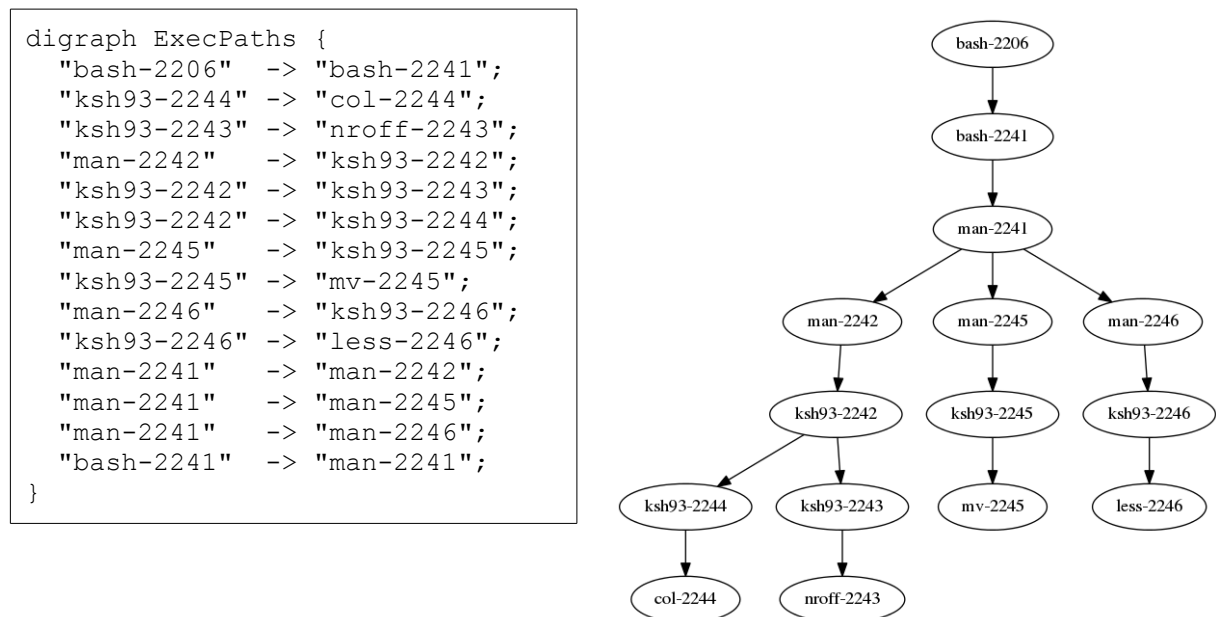 digraph ExecPaths {
  "bash-2206"  -> "bash-2241";
  "ksh93-2244" -> "col-2244";
  "ksh93-2243" -> "nroff-2243";
  "man-2242"   -> "ksh93-2242";
  "ksh93-2242" -> "ksh93-2243";
  "ksh93-2242" -> "ksh93-2244";
  "man-2245"   -> "ksh93-2245";
  "ksh93-2245" -> "mv-2245";
  "man-2246"   -> "ksh93-2246";
  "ksh93-2246" -> "less-2246";
  "man-2241"   -> "man-2242";
  "man-2241"   -> "man-2245";
  "man-2241"   -> "man-2246";
  "bash-2241"  -> "man-2241";
}
bash-2206
bash-2241
man-2241
man-2242 man-2245 man-2246
ksh93-2242 ksh93-2245 ksh93-2246
ksh93-2244 ksh93-2243 mv-2245 less-2246
col-2244 nroff-2243